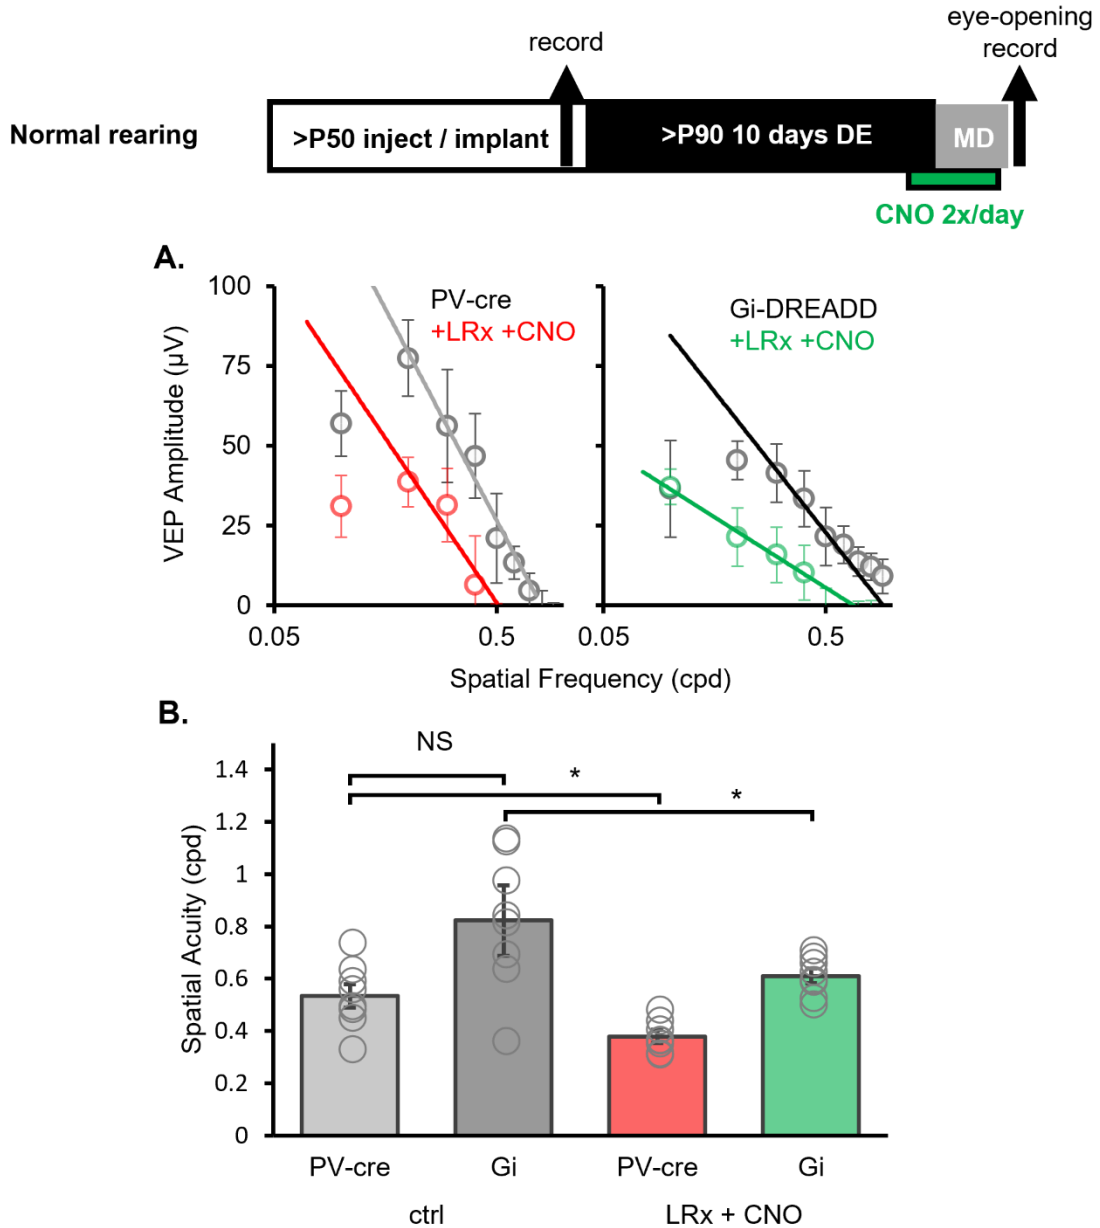 record
eye-opening
record
Normal rearing
>P50 inject / implant
>P90 10 days DE
MD
CNO 2x/day
A.
VEP Amplitude (µV)
100
75
50
25
0
0.05
0.5
PV-cre
+LRx +CNO
Gi-DREADD
+LRx +CNO
0.05
0.5
Spatial Frequency (cpd)
B.
Spatial Acuity (cpd)
1.4
1.2
1
0.8
0.6
0.4
0.2
0
NS
*
*
PV-cre
Gi
PV-cre
Gi
ctrl
LRx + CNO